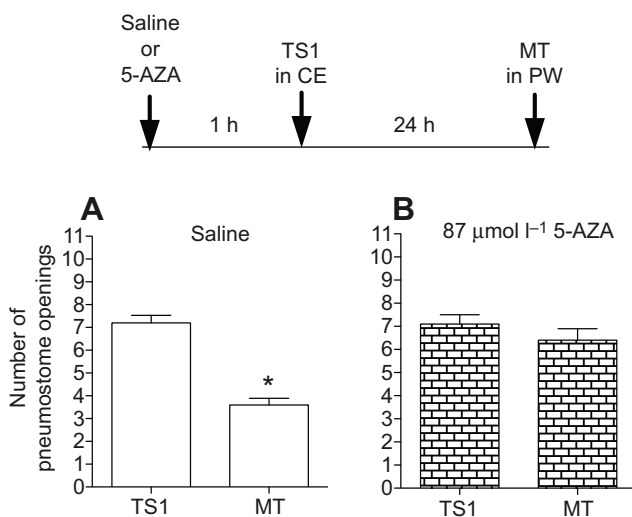 Saline
or
5-AZA
TS1
in CE
MT
in PW
1 h
24 h
A
Saline
Number of
pneumostome openings
11
10
9
8
7
6
5
4
3
2
1
0
*
TS1
MT
B
87 μmol l–1 5-AZA
11
10
9
8
7
6
5
4
3
2
1
0
TS1
MT